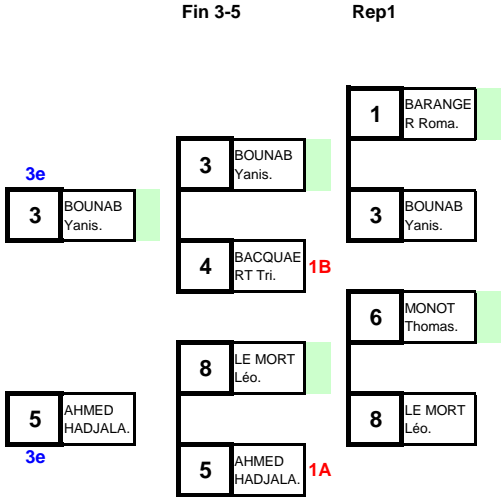 Fin 3-5
Rep1
1
BARANGE
R Roma.
3
BOUNAB
Yanis.
3e
3
BOUNAB
Yanis.
3
BOUNAB
Yanis.
4
BACQUAE
RT Tri.
1B
6
MONOT
Thomas.
8
LE MORT
Léo.
5
AHMED
HADJALA.
3e
8
LE MORT
Léo.
5
AHMED
HADJALA.
1A